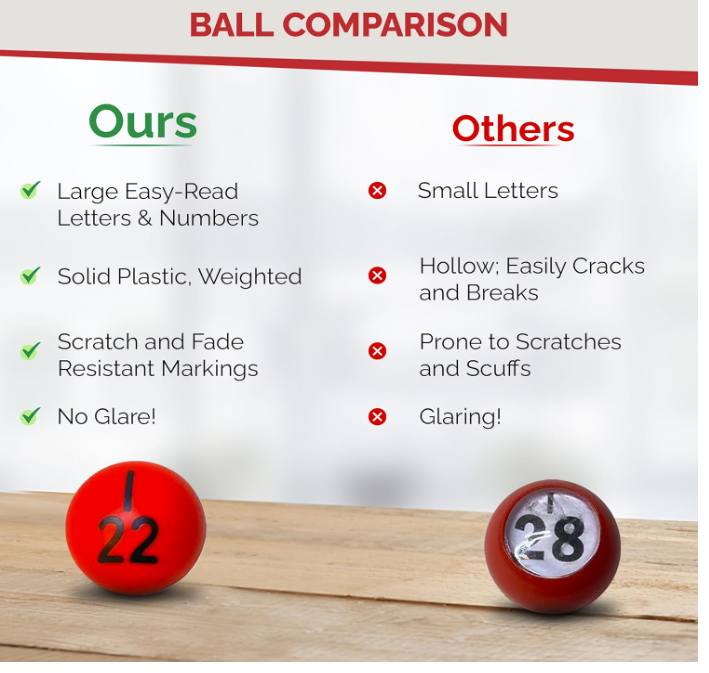 BALL COMPARISON
Ours
Large Easy-Read
Letters & Numbers
Solid Plastic, Weighted
Scratch and Fade
Resistant Markings
No Glare!
Others
Small Letters
Hollow; Easily Cracks
and Breaks
Prone to Scratches
and Scuffs
Glaring!
I
22
I
28